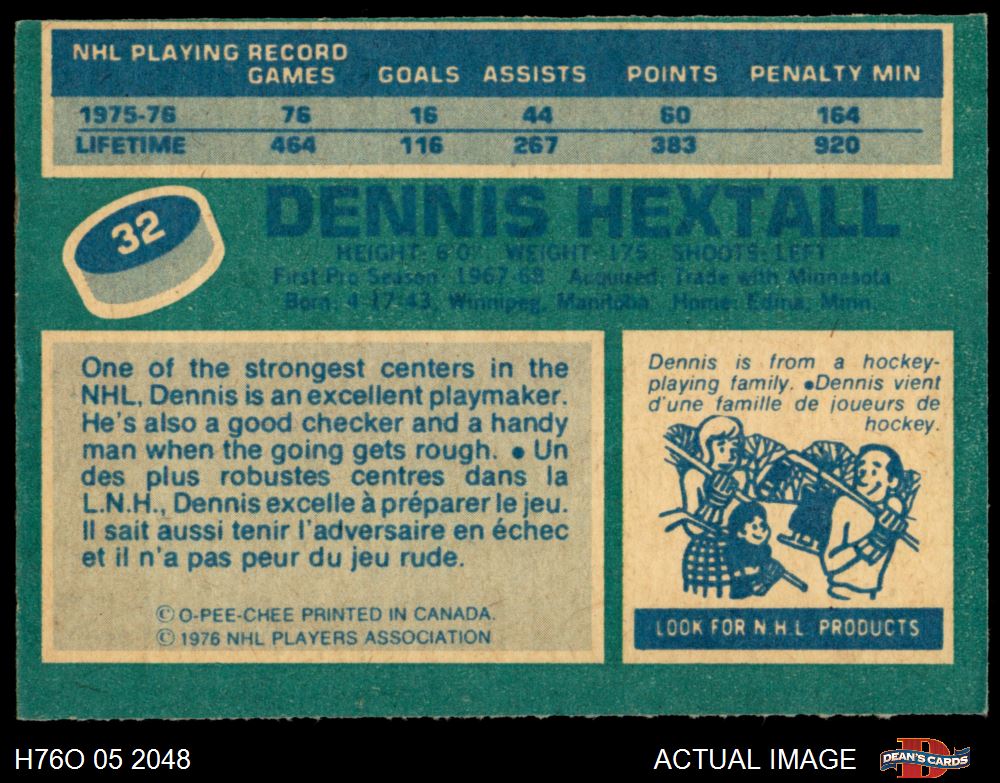 NHL PLAYING RECORD
GAMES GOALS ASSISTS POINTS PENALTY MIN
1975-76 76 16 44 60 164
LIFETIME 464 116 267 383 920
32
DENNIS HEXTALL
HEIGHT: 6'0" WEIGHT: 175 SHOOTS: LEFT
First Pro Season: 1967-68 Acquired: Trade with Minnesota
Born: 4-17-43, Winnipeg, Manitoba Home: Edina, Minn.
One of the strongest centers in the
NHL, Dennis is an excellent playmaker.
He's also a good checker and a handy
man when the going gets rough. ● Un
des plus robustes centres dans la
L.N.H., Dennis excelle à préparer le jeu.
Il sait aussi tenir l'adversaire en échec
et il n'a pas peur du jeu rude.
© O-PEE-CHEE PRINTED IN CANADA.
© 1976 NHL PLAYERS ASSOCIATION
Dennis is from a hockey-
playing family. ●Dennis vient
d'une famille de joueurs de
hockey.
LOOK FOR N.H.L. PRODUCTS
H76O 05 2048
ACTUAL IMAGE
D
DEAN'S CARDS